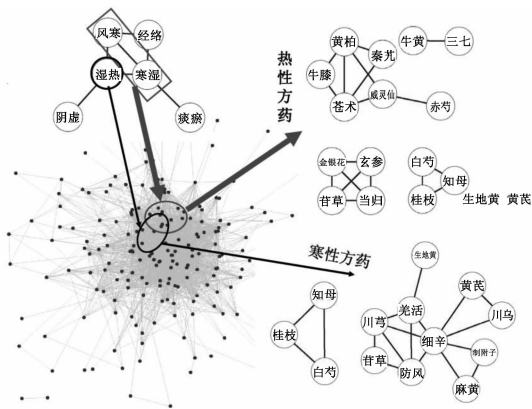 风寒
经络
湿热
寒湿
阴虚
痰瘀
热性方药
黄柏
秦艽
牛膝
苍术
威灵仙
赤芍
牛黄
三七
金银花
玄参
甘草
当归
白芍
知母
桂枝
生地黄 黄芪
寒性方药
知母
桂枝
白芍
生地黄
羌活
川芎
细辛
甘草
防风
黄芪
川乌
制附子
麻黄